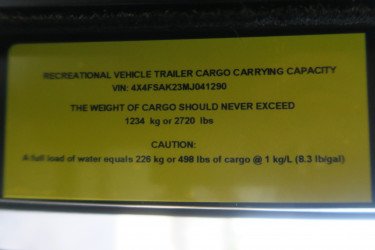 RECREATIONAL VEHICLE TRAILER CARGO CARRYING CAPACITY
VIN: 4X4FSAK23MJ041290
THE WEIGHT OF CARGO SHOULD NEVER EXCEED
1234 kg or 2720 lbs
CAUTION:
A full load of water equals 226 kg or 498 lbs of cargo @ 1 kg/L (8.3 lb/gal)